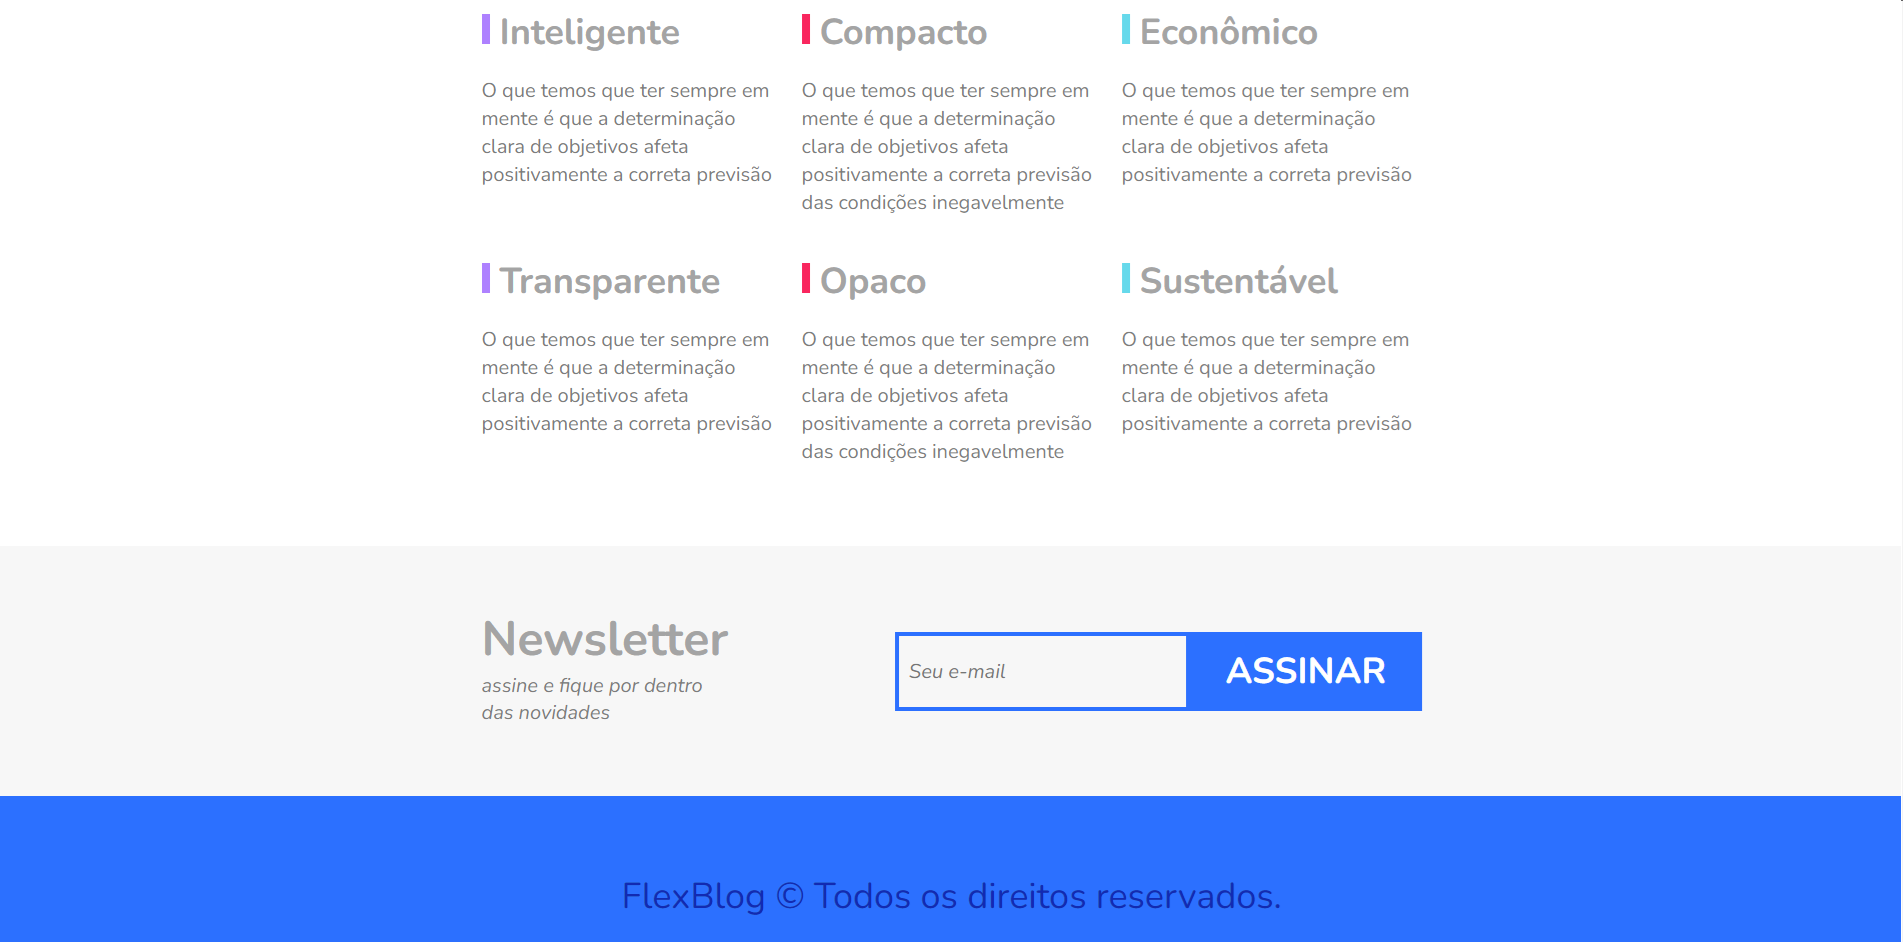 Inteligente
O que temos que ter sempre em
mente é que a determinação
clara de objetivos afeta
positivamente a correta previsão
Compacto
O que temos que ter sempre em
mente é que a determinação
clara de objetivos afeta
positivamente a correta previsão
das condições inegavelmente
Econômico
O que temos que ter sempre em
mente é que a determinação
clara de objetivos afeta
positivamente a correta previsão
Transparente
O que temos que ter sempre em
mente é que a determinação
clara de objetivos afeta
positivamente a correta previsão
Opaco
O que temos que ter sempre em
mente é que a determinação
clara de objetivos afeta
positivamente a correta previsão
das condições inegavelmente
Sustentável
O que temos que ter sempre em
mente é que a determinação
clara de objetivos afeta
positivamente a correta previsão
Newsletter
assine e fique por dentro
das novidades
Seu e-mail
ASSINAR
FlexBlog © Todos os direitos reservados.